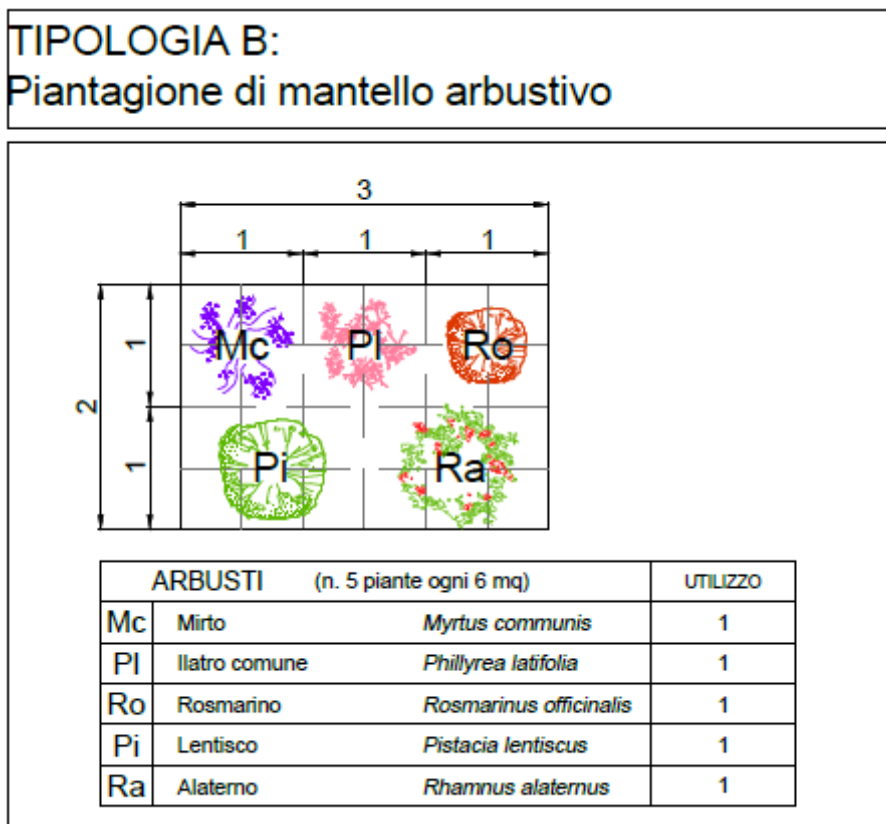 TIPOLOGIA B:
Piantagione di mantello arbustivo
3
1 1 1
2
1
1
Mc Pl Ro
Pi Ra
ARBUSTI (n. 5 piante ogni 6 mq) UTILIZZO
Mc Mirto Myrtus communis 1
Pl Ilatro comune Phillyrea latifolia 1
Ro Rosmarino Rosmarinus officinalis 1
Pi Lentisco Pistacia lentiscus 1
Ra Alaterno Rhamnus alaternus 1